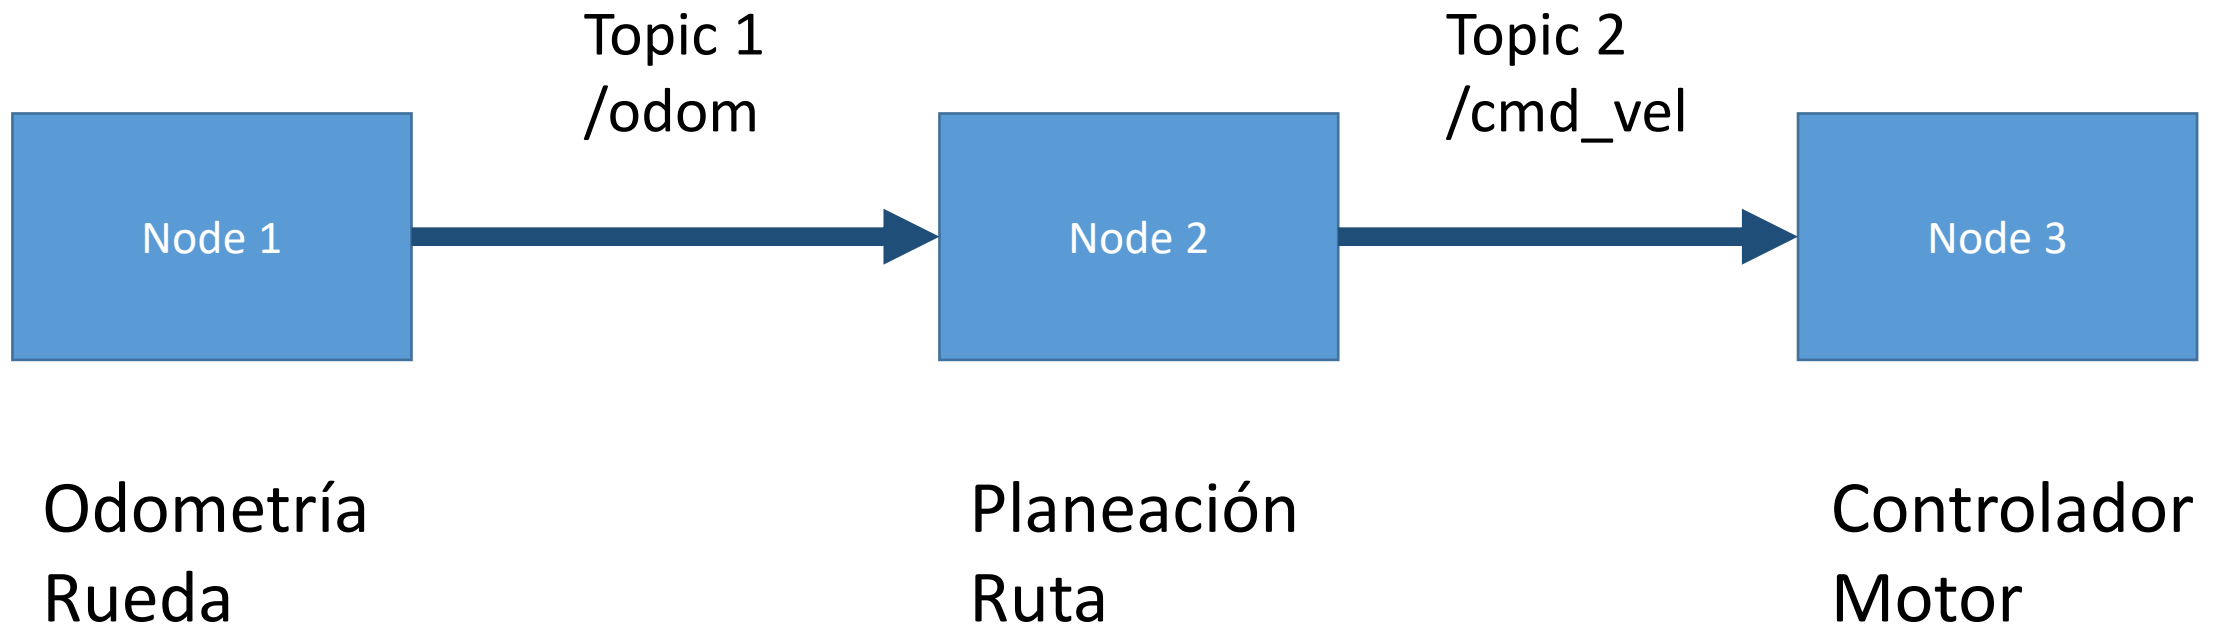 Topic 1
/odom
Topic 2
/cmd_vel
Node 1
Node 2
Node 3
Odometría
Rueda
Planeación
Ruta
Controlador
Motor